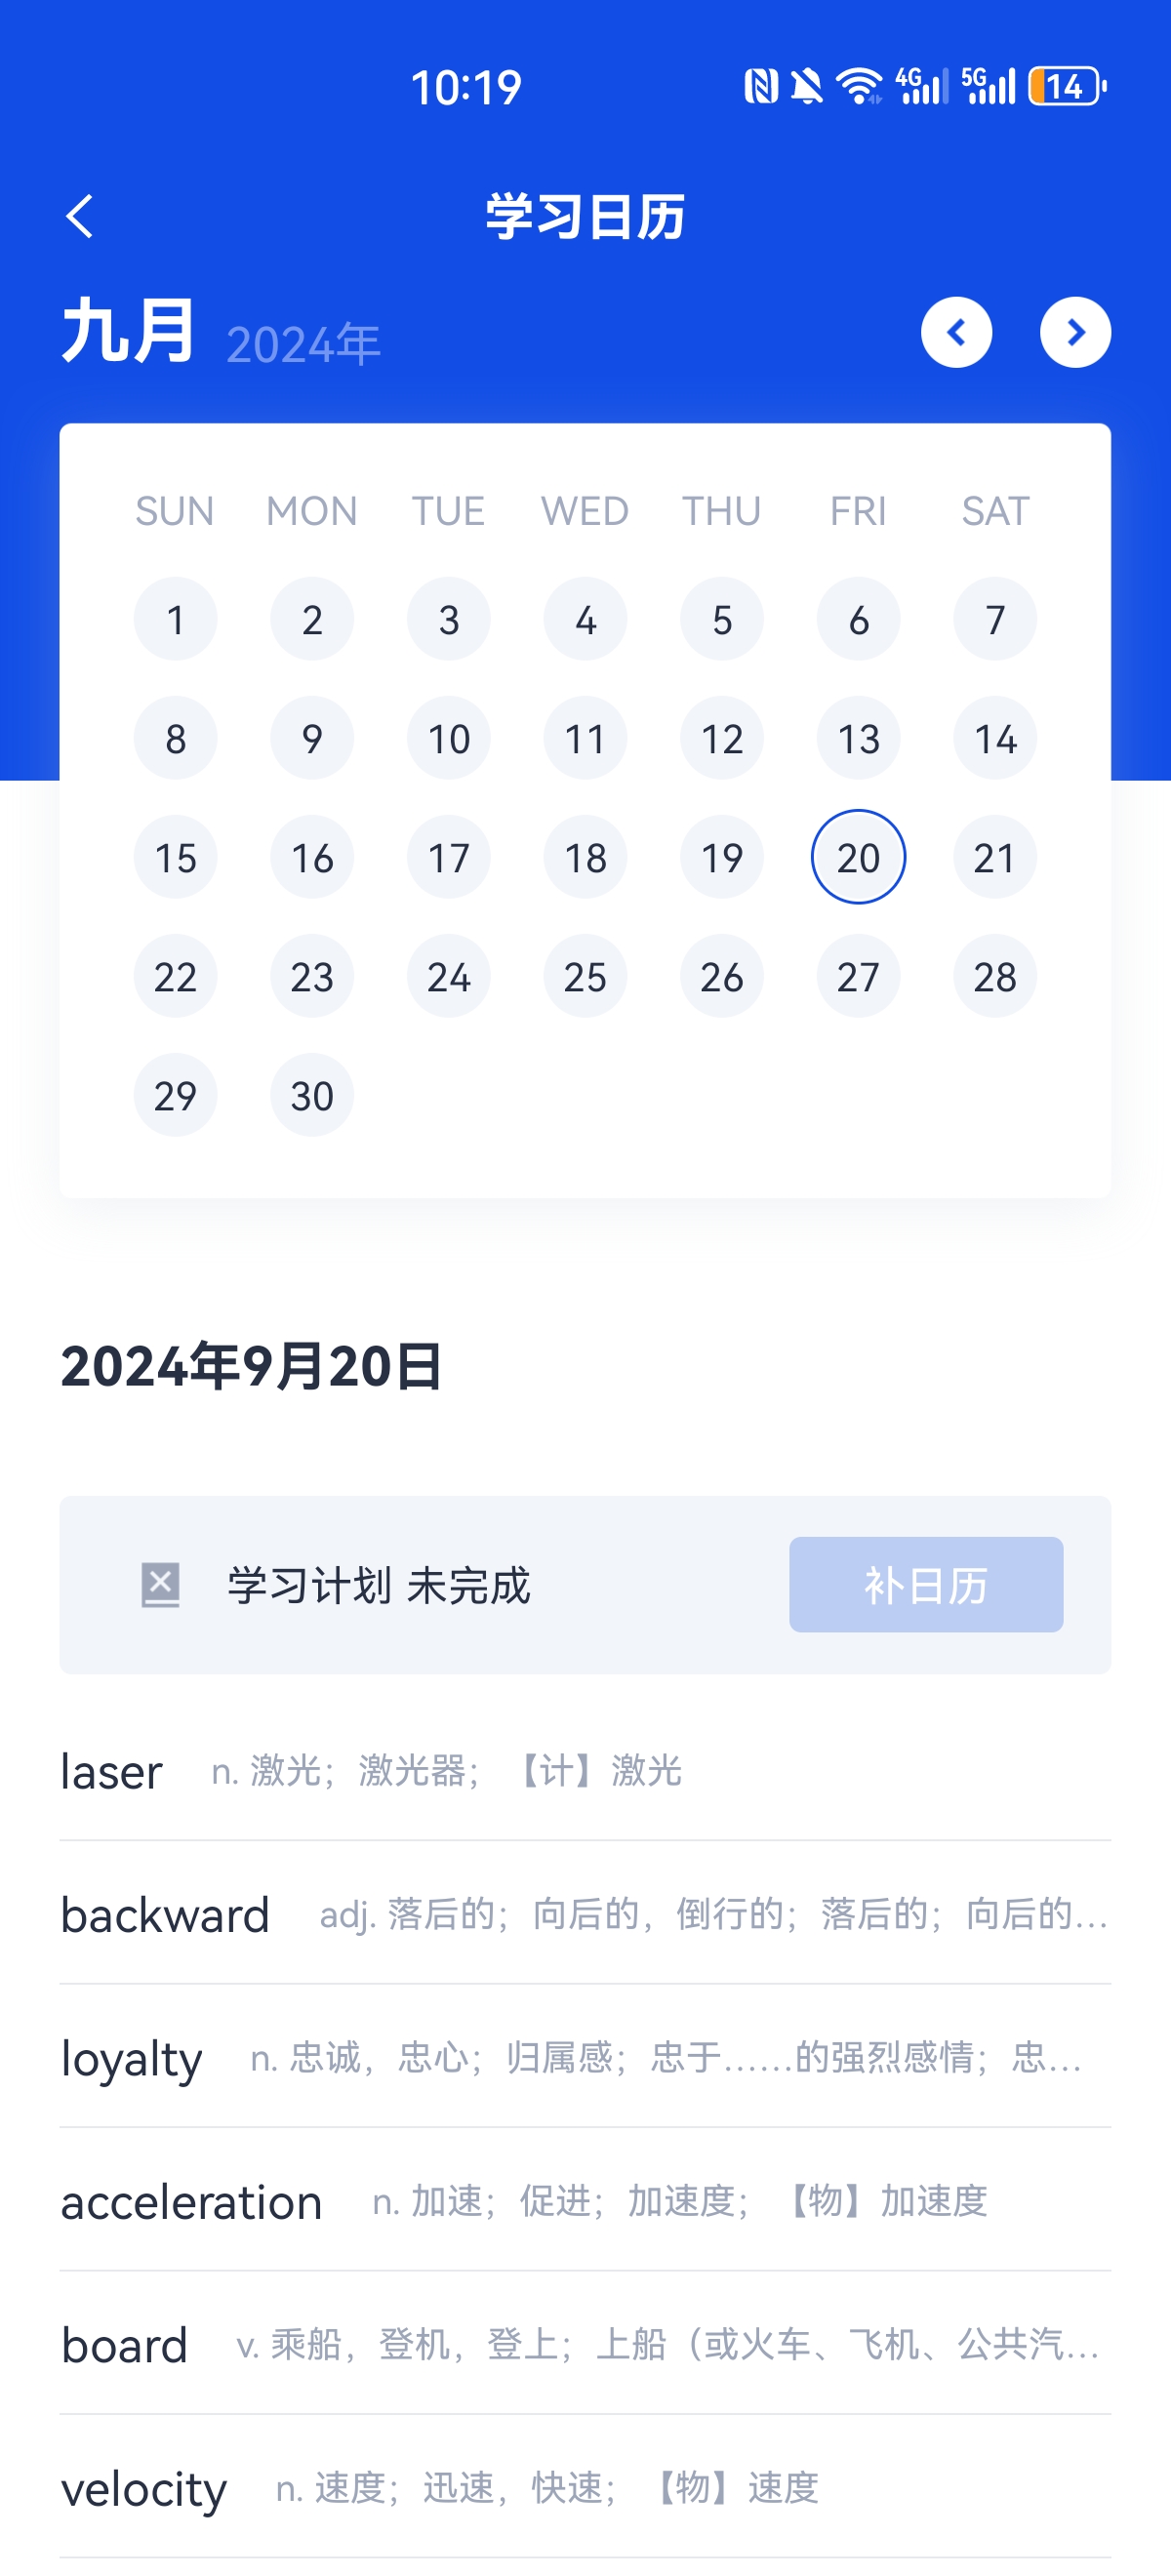 10:19 4G 5G 14
学习日历
九月 2024年
SUN MON TUE WED THU FRI SAT
1 2 3 4 5 6 7
8 9 10 11 12 13 14
15 16 17 18 19 20 21
22 23 24 25 26 27 28
29 30
2024年9月20日
学习计划 未完成 补日历
laser n. 激光；激光器；【计】激光
backward adj. 落后的；向后的，倒行的；落后的；向后的...
loyalty n. 忠诚，忠心；归属感；忠于……的强烈感情；忠...
acceleration n. 加速；促进；加速度；【物】加速度
board v. 乘船，登机，登上；上船（或火车、飞机、公共汽...
velocity n. 速度；迅速，快速；【物】速度